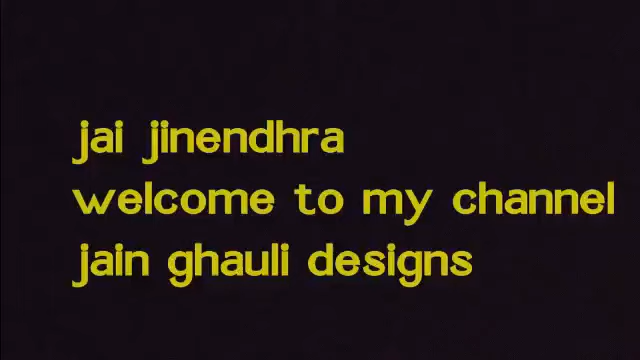 jai jinendhra
welcome to my channel
jain ghauli designs